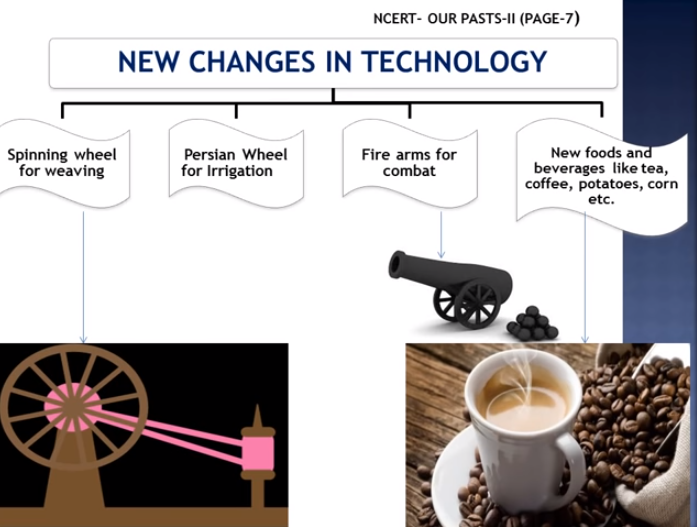 NCERT- OUR PASTS-II (PAGE-7)
NEW CHANGES IN TECHNOLOGY
Spinning wheel
for weaving
Persian Wheel
for Irrigation
Fire arms for
combat
New foods and
beverages like tea,
coffee, potatoes, corn
etc.